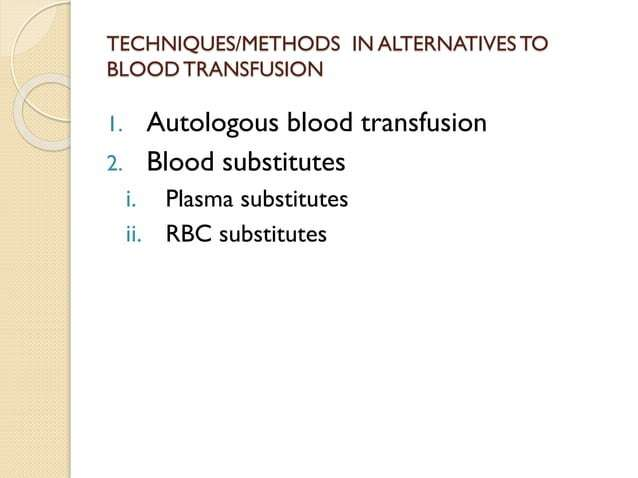 TECHNIQUES/METHODS  IN ALTERNATIVES TO
BLOOD TRANSFUSION
1. Autologous blood transfusion
2. Blood substitutes
i. Plasma substitutes
ii. RBC substitutes